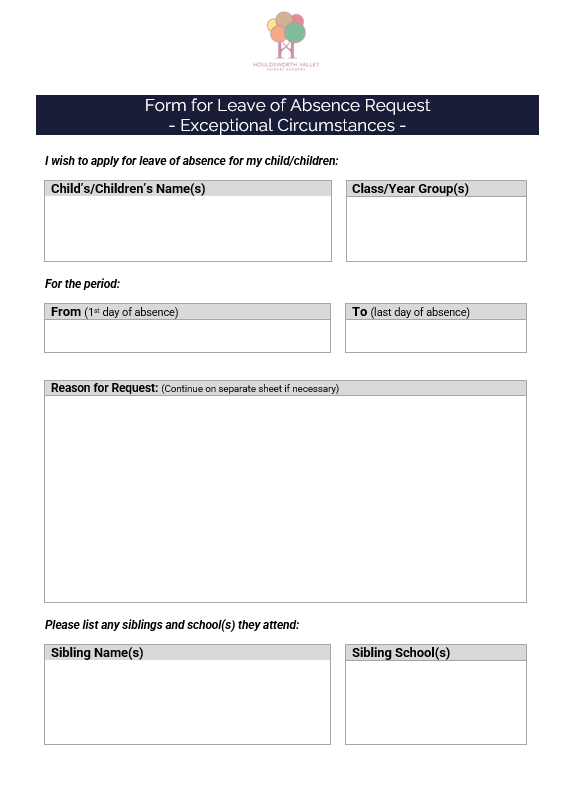 HOULDSWORTH VALLEY
PRIMARY ACADEMY
Form for Leave of Absence Request
- Exceptional Circumstances -
I wish to apply for leave of absence for my child/children:
Child's/Children's Name(s)
Class/Year Group(s)
For the period:
From (1st day of absence)
To (last day of absence)
Reason for Request: (Continue on separate sheet if necessary)
Please list any siblings and school(s) they attend:
Sibling Name(s)
Sibling School(s)